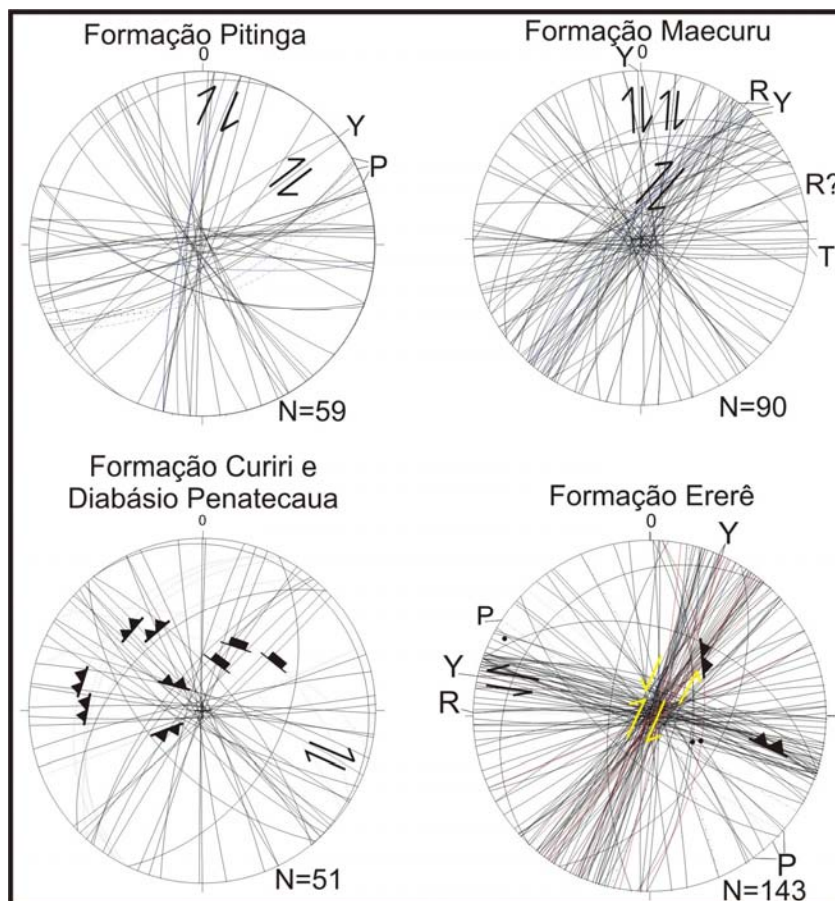 Formação Pitinga
0
Y
P
N=59
Formação Maecuru
0
Y
R
Y
R?
T
N=90
Formação Curiri e
Diabásio Penatecaua
0
N=51
Formação Ererê
0
Y
P
Y
R
P
N=143